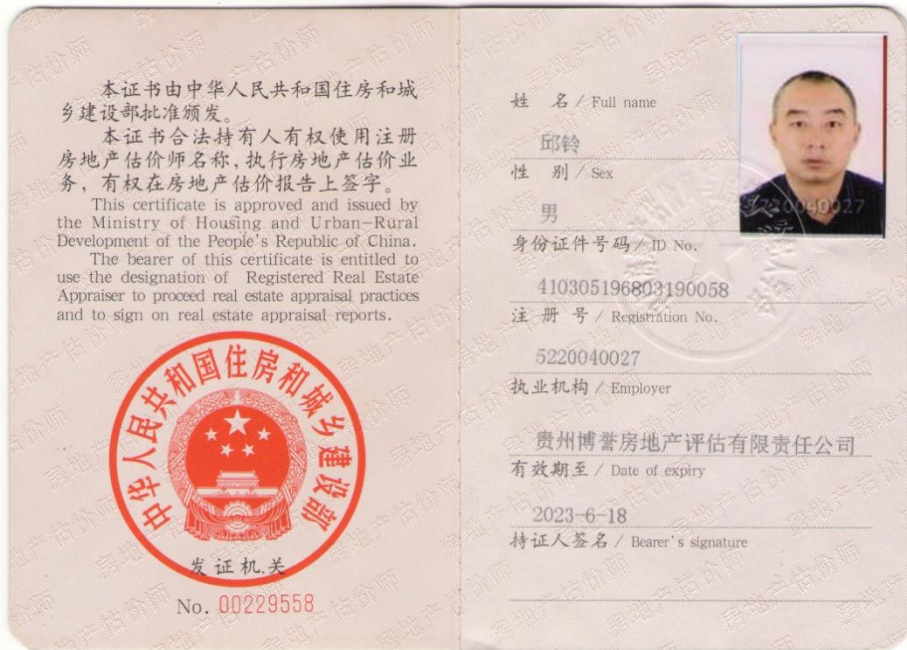 本证书由中华人民共和国住房和城
乡建设部批准颁发。
本证书合法持有人有权使用注册
房地产估价师名称，执行房地产估价业
务，有权在房地产估价报告上签字。
This certificate is approved and issued by
the Ministry of Housing and Urban-Rural
Development of the People's Republic of China.
The bearer of this certificate is entitled to
use the designation of Registered Real Estate
Appraiser to proceed real estate appraisal practices
and to sign on real estate appraisal reports.
中华人民共和国住房和城乡建设部
发证机关
No. 00229558
姓 名 / Full name
邱铃
性 别 / Sex
男
身份证件号码 / ID No.
410305196803190058
注 册 号 / Registration No.
5220040027
执业机构 / Employer
贵州博誉房地产评估有限责任公司
有效期至 / Date of expiry
2023-6-18
持证人签名 / Bearer's signature